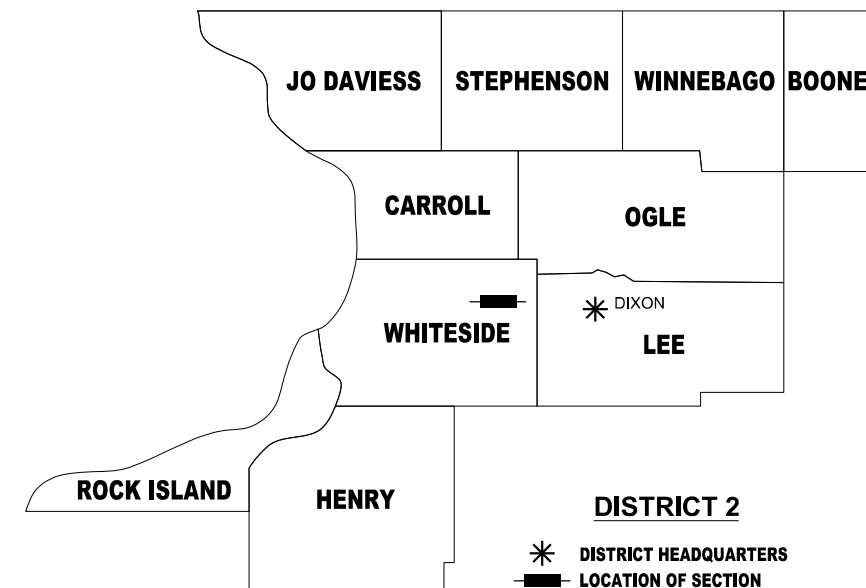 JO DAVIESS
STEPHENSON
WINNEBAGO
BOONE
CARROLL
OGLE
DIXON
WHITESIDE
LEE
ROCK ISLAND
HENRY
DISTRICT 2
DISTRICT HEADQUARTERS
LOCATION OF SECTION